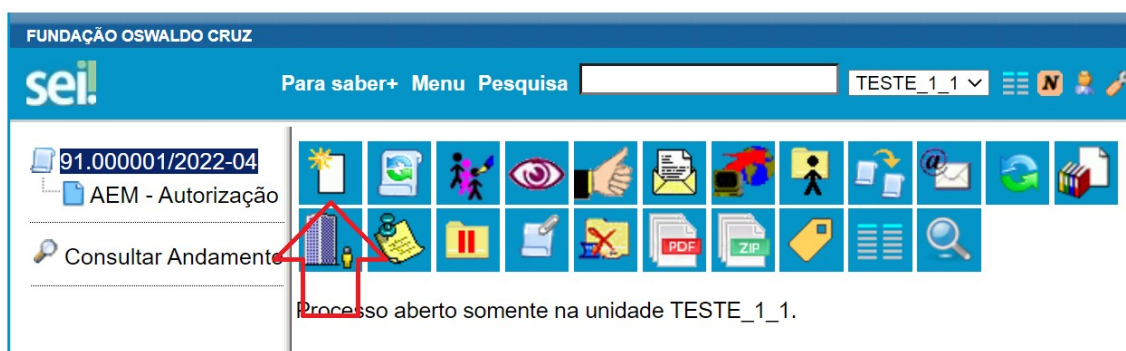 FUNDAÇÃO OSWALDO CRUZ
sei! Para saber+ Menu Pesquisa TESTE_1_1 N
91.000001/2022-04
AEM - Autorização
Consultar Andamento
PDF ZIP
Processo aberto somente na unidade TESTE_1_1.